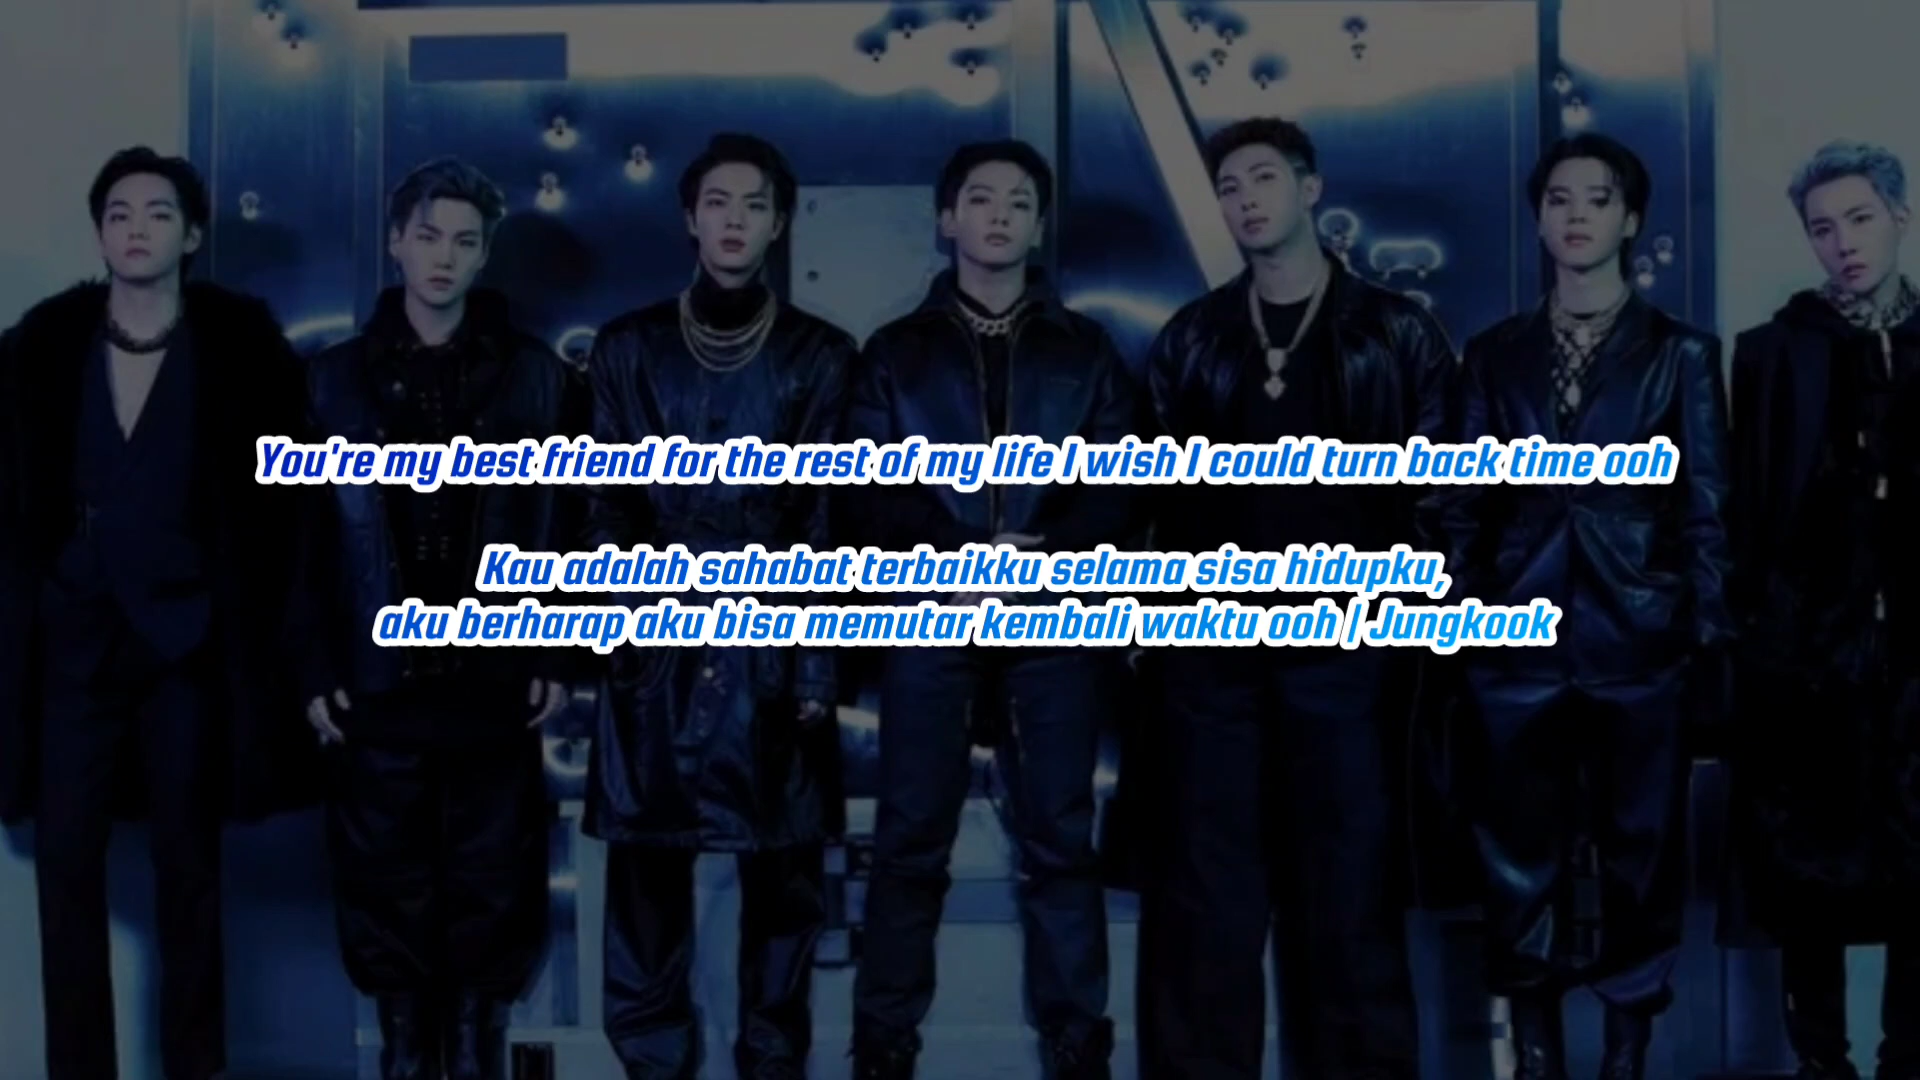 You're my best friend for the rest of my life I wish I could turn back time ooh
Kau adalah sahabat terbaikku selama sisa hidupku,
aku berharap aku bisa memutar kembali waktu ooh | Jungkook